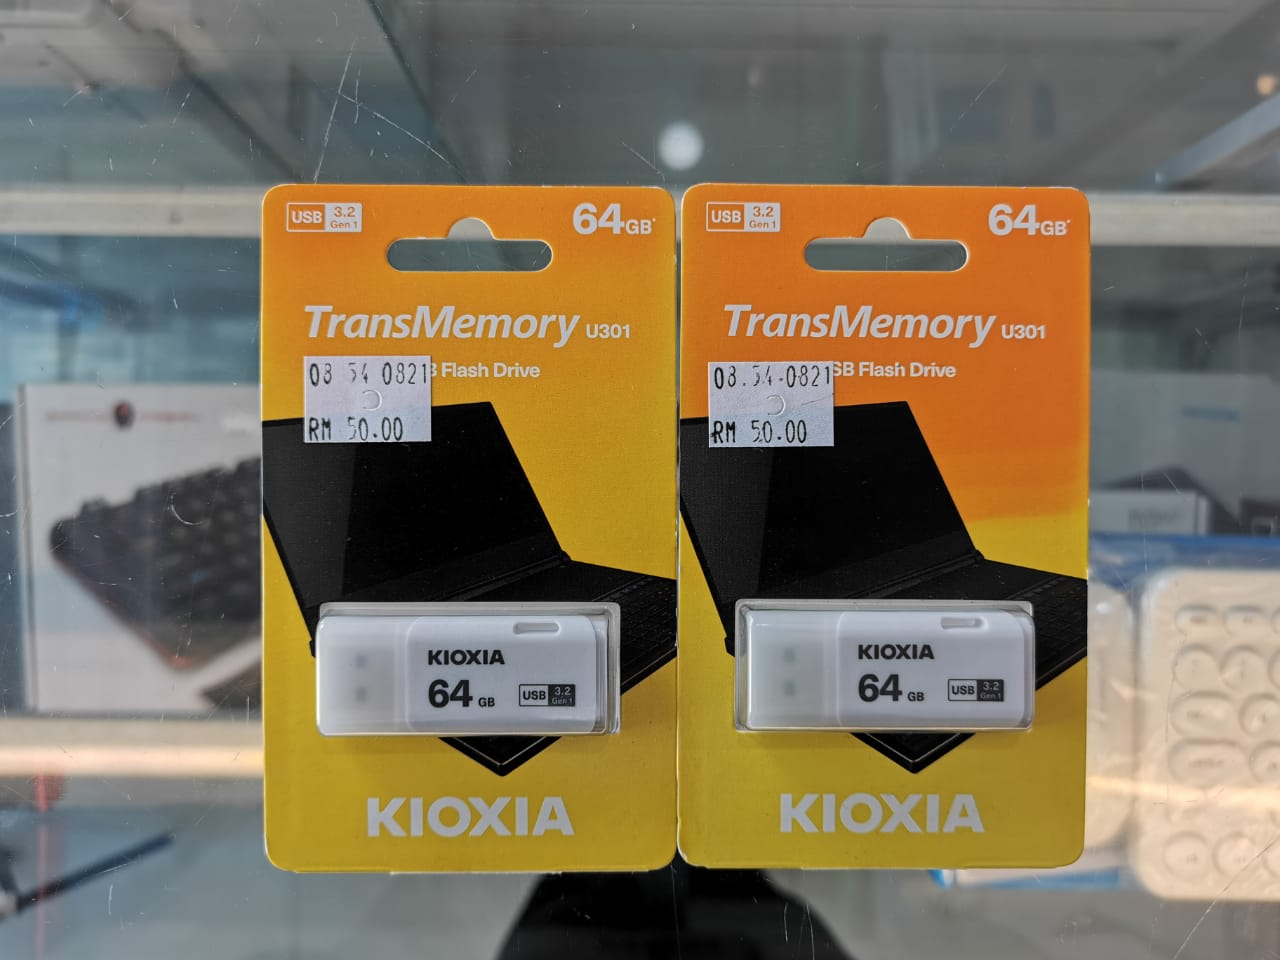 USB 3.2 Gen 1
64GB*
TransMemory U301
B Flash Drive
08 54 0821
RM 50.00
KIOXIA
64 GB
USB 3.2 Gen 1
KIOXIA
USB 3.2 Gen 1
64GB*
TransMemory U301
SB Flash Drive
08.54-0821
RM 50.00
KIOXIA
64 GB
USB 3.2 Gen 1
KIOXIA